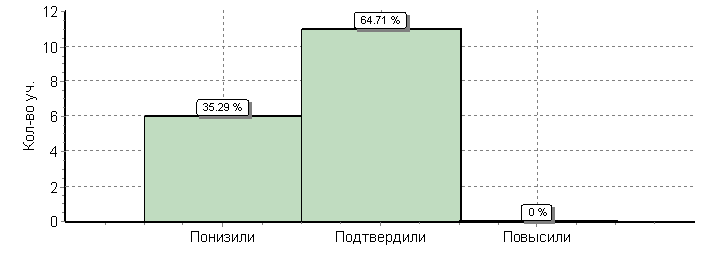 12
64.71 %
10
8
35.29 %
6
4
2
0 %
0
Кол-во уч.
Понизили
Подтвердили
Повысили